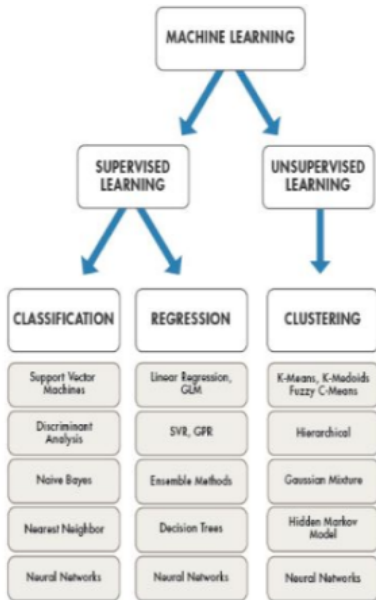 MACHINE LEARNING
SUPERVISED
LEARNING
UNSUPERVISED
LEARNING
CLASSIFICATION
Support Vector
Machines
Discriminant
Analysis
Naive Bayes
Nearest Neighbor
Neural Networks
REGRESSION
Linear Regression,
GLM
SVR, GPR
Ensemble Methods
Decision Trees
Neural Networks
CLUSTERING
K-Means, K-Medoids
Fuzzy C-Means
Hierarchical
Gaussian Mixture
Hidden Markov
Model
Neural Networks